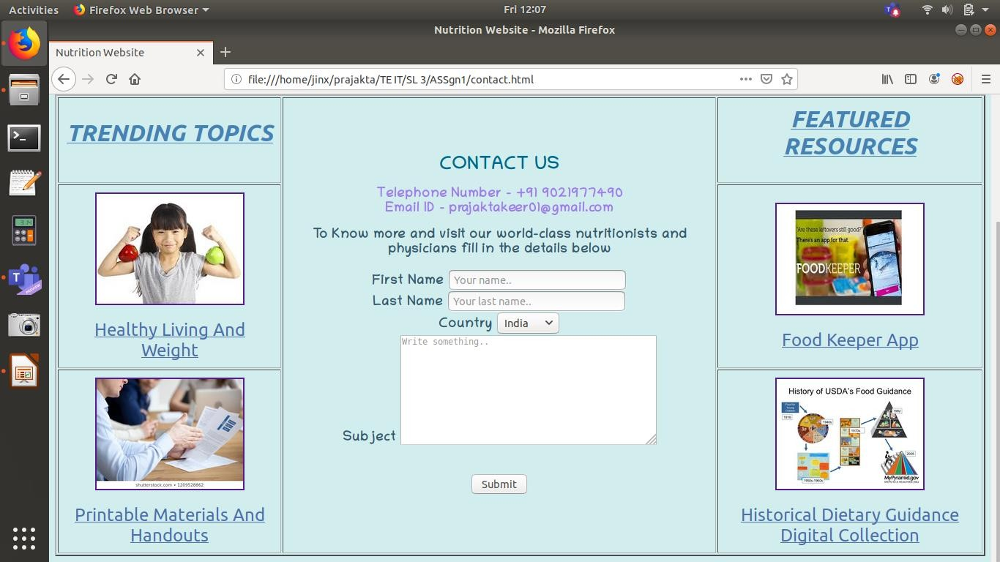 Activities
Firefox Web Browser
Fri 12:07
Nutrition Website - Mozilla Firefox
Nutrition Website
file:///home/jinx/prajakta/TE IT/SL 3/ASSgn1/contact.html
TRENDING TOPICS
Healthy Living And
Weight
shutterstock.com • 1209528862
Printable Materials And
Handouts
CONTACT US
Telephone Number - +91 9021977490
Email ID - prajaktakeer01@gmail.com
To Know more and visit our world-class nutritionists and
physicians fill in the details below
First Name Your name..
Last Name Your last name..
Country India
Write something..
Subject
Submit
FEATURED
RESOURCES
"Are these leftovers still good?"
There's an app for that.
FOODKEEPER
Food Keeper App
History of USDA's Food Guidance
1916
1940s
1992
1970s
2005
1950s-1960s
MyPyramid.gov
STEPS TO A HEALTHIER YOU
Historical Dietary Guidance
Digital Collection